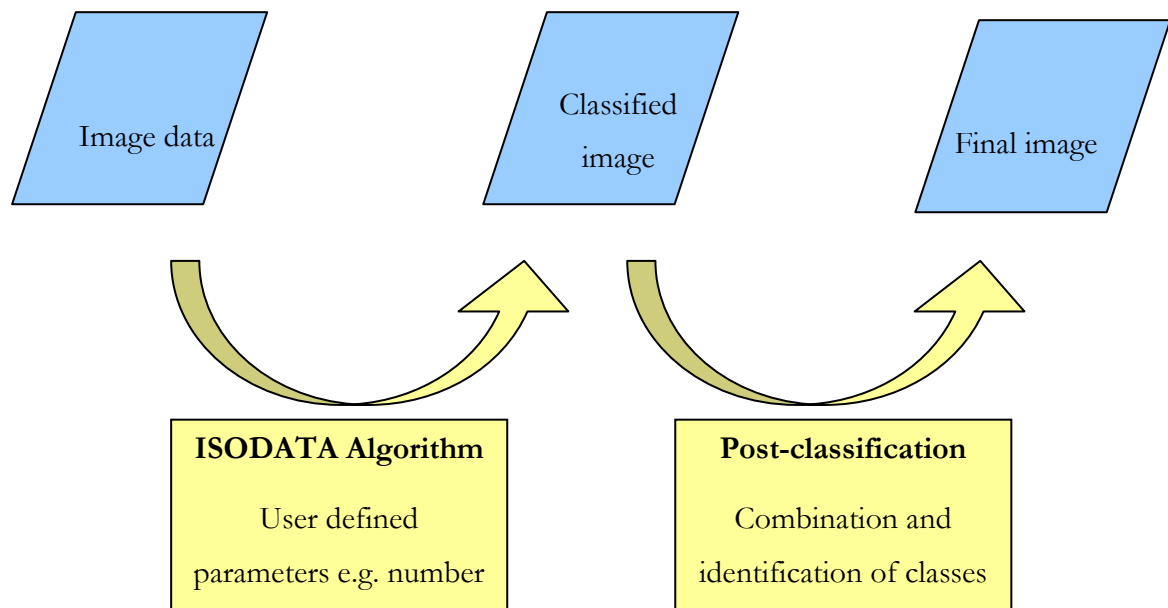 Image data
Classified
image
Final image
ISODATA Algorithm
User defined
parameters e.g. number
Post-classification
Combination and
identification of classes